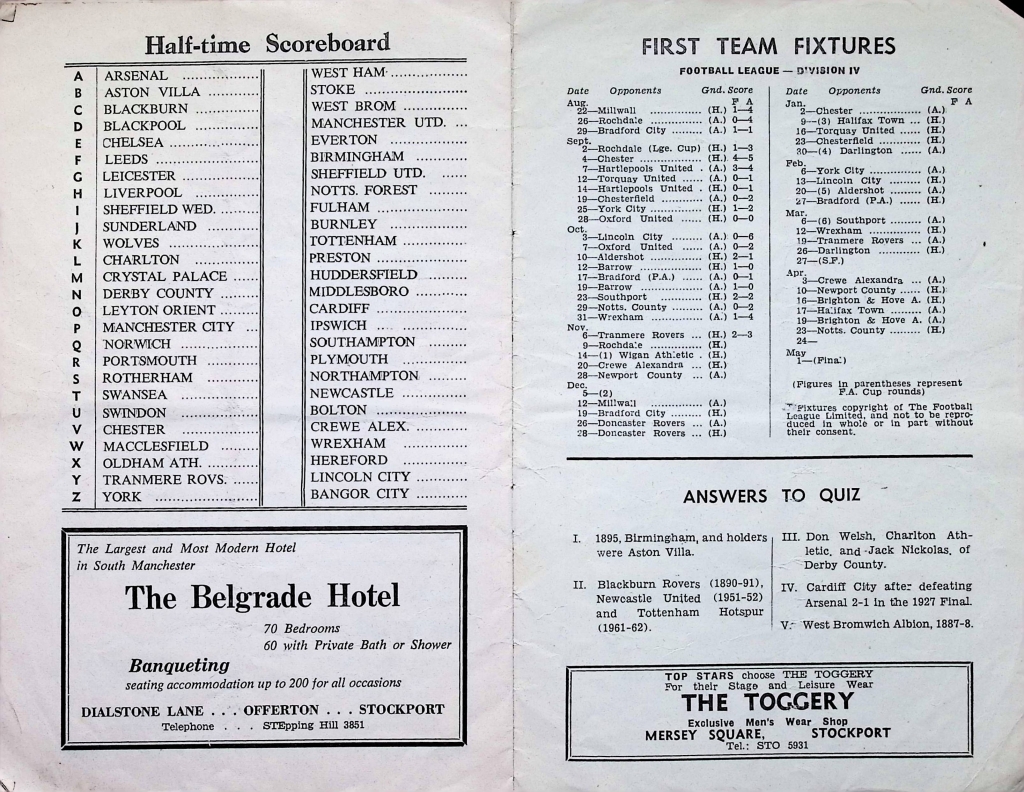 Half-time Scoreboard
A ARSENAL .................. WEST HAM ..................
B ASTON VILLA ............. STOKE ........................
C BLACKBURN ................ WEST BROM .................
D BLACKPOOL ................ MANCHESTER UTD. ...
E CHELSEA .................. EVERTON ....................
F LEEDS ..................... BIRMINGHAM ..............
G LEICESTER ................. SHEFFIELD UTD. ......
H LIVERPOOL ................ NOTTS. FOREST .........
I SHEFFIELD WED. ......... FULHAM ....................
J SUNDERLAND ............. BURNLEY ..................
K WOLVES ................... TOTTENHAM ..............
L CHARLTON ................ PRESTON ..................
M CRYSTAL PALACE ....... HUDDERSFIELD .........
N DERBY COUNTY ......... MIDDLESBORO ...........
O LEYTON ORIENT ......... CARDIFF ..................
P MANCHESTER CITY ... IPSWICH ..................
Q NORWICH .................. SOUTHAMPTON .........
R PORTSMOUTH ............ PLYMOUTH ...............
S ROTHERHAM ............. NORTHAMPTON .........
T SWANSEA .................. NEWCASTLE ............
U SWINDON .................. BOLTON ..................
V CHESTER .................. CREWE ALEX. ............
W MACCLESFIELD ......... WREXHAM ...............
X OLDHAM ATH. ............ HEREFORD ...............
Y TRANMERE ROVS. ...... LINCOLN CITY ............
Z YORK ...................... BANGOR CITY ............
The Largest and Most Modern Hotel
in South Manchester
The Belgrade Hotel
70 Bedrooms
60 with Private Bath or Shower
Banqueting
seating accommodation up to 200 for all occasions
DIALSTONE LANE . . . OFFERTON . . . STOCKPORT
Telephone . . . STEpping Hill 3851
FIRST TEAM FIXTURES
FOOTBALL LEAGUE — DIVISION IV
Date Opponents Gnd. Score
F A
Aug.
22—Millwall .................. (H.) 1—4
26—Rochdale ............... (A.) 0—4
29—Bradford City ......... (A.) 1—1
Sept.
2—Rochdale (Lge. Cup) (H.) 1—3
4—Chester .................. (H.) 4—5
7—Hartlepools United . (A.) 3—4
12—Torquay United ...... (A.) 0—1
14—Hartlepools United . (H.) 0—1
19—Chesterfield ............ (A.) 0—2
25—York City ............... (H.) 1—2
28—Oxford United ......... (H.) 0—0
Oct.
3—Lincoln City ............ (A.) 0—6
7—Oxford United ......... (A.) 0—2
10—Aldershot ............... (H.) 2—1
12—Barrow .................. (H.) 1—0
17—Bradford (P.A.) ...... (A.) 0—1
19—Barrow .................. (A.) 1—0
23—Southport ............... (H.) 2—2
29—Notts. County ......... (A.) 0—2
31—Wrexham ............... (A.) 1—4
Nov.
6—Tranmere Rovers ... (H.) 2—3
9—Rochdale ............... (H.)
14—(1) Wigan Athletic . (H.)
20—Crewe Alexandra ... (H.)
28—Newport County ...... (A.)
Dec.
5—(2)
12—Millwall .................. (A.)
19—Bradford City ......... (H.)
26—Doncaster Rovers ... (A.)
28—Doncaster Rovers ... (H.)
Date Opponents Gnd. Score
Jan. F A
2—Chester .................. (A.)
9—(3) Halifax Town ... (H.)
16—Torquay United ...... (H.)
23—Chesterfield ............ (H.)
30—(4) Darlington ...... (A.)
Feb.
6—York City ............... (A.)
13—Lincoln City ............ (H.)
20—(5) Aldershot ......... (A.)
27—Bradford (P.A.) ...... (H.)
Mar.
6—(6) Southport ......... (A.)
12—Wrexham ............... (H.)
19—Tranmere Rovers ... (A.)
26—Darlington ............ (H.)
27—(S.F.)
Apr.
3—Crewe Alexandra ... (A.)
10—Newport County ...... (H.)
16—Brighton & Hove A. (H.)
17—Halifax Town ......... (A.)
19—Brighton & Hove A. (A.)
23—Notts. County ......... (H.)
24—
May
1—(Final)
(Figures in parentheses represent
F.A. Cup rounds)
Fixtures copyright of The Football
League Limited, and not to be repro-
duced in whole or in part without
their consent.
ANSWERS TO QUIZ
I. 1895, Birmingham, and holders
were Aston Villa.
II. Blackburn Rovers (1890-91),
Newcastle United (1951-52)
and Tottenham Hotspur
(1961-62).
III. Don Welsh, Charlton Ath-
letic, and Jack Nickolas, of
Derby County.
IV. Cardiff City after defeating
Arsenal 2-1 in the 1927 Final.
V. West Bromwich Albion, 1887-8.
TOP STARS choose THE TOGGERY
For their Stage and Leisure Wear
THE TOGGERY
Exclusive Men's Wear Shop
MERSEY SQUARE, STOCKPORT
Tel.: STO 5931